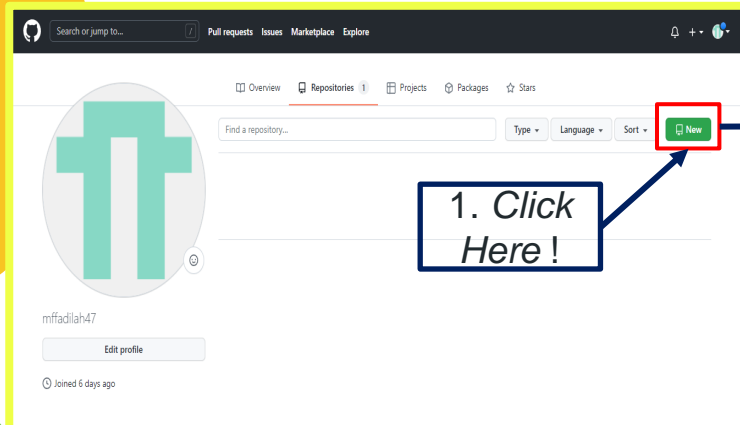 Search or jump to... /
Pull requests Issues Marketplace Explore
Overview Repositories 1 Projects Packages Stars
Find a repository...
Type Language Sort New
1. Click
Here !
mffadilah47
Edit profile
Joined 6 days ago